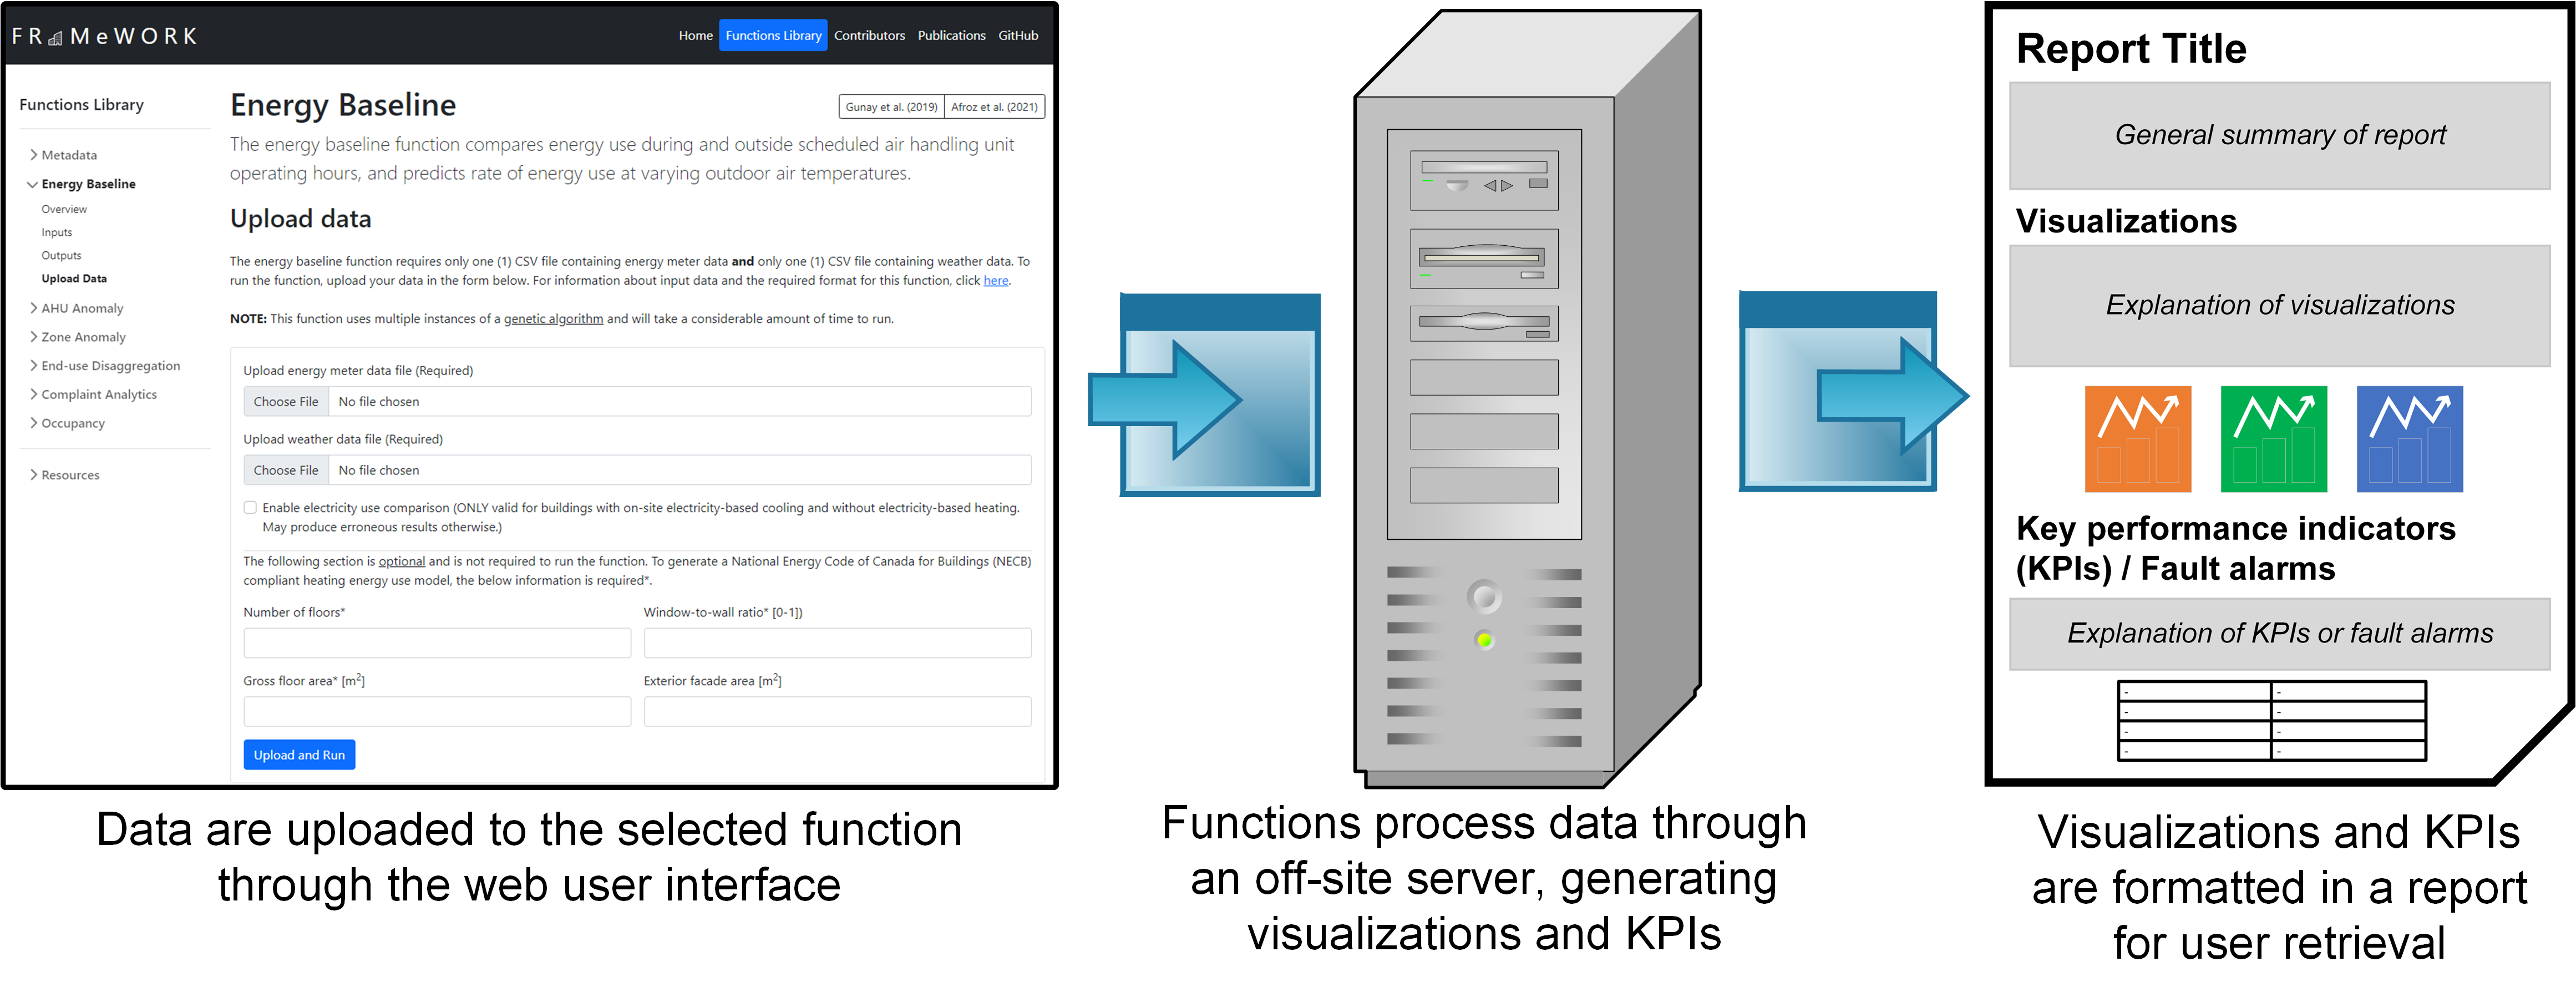 FR MeWORK
Home Functions Library Contributors Publications GitHub
Functions Library
Metadata
Energy Baseline
Overview
Inputs
Outputs
Upload Data
AHU Anomaly
Zone Anomaly
End-use Disaggregation
Complaint Analytics
Occupancy
Resources
Energy Baseline
Gunay et al. (2019) Afroz et al. (2021)
The energy baseline function compares energy use during and outside scheduled air handling unit
operating hours, and predicts rate of energy use at varying outdoor air temperatures.
Upload data
The energy baseline function requires only one (1) CSV file containing energy meter data and only one (1) CSV file containing weather data. To
run the function, upload your data in the form below. For information about input data and the required format for this function, click here.
NOTE: This function uses multiple instances of a genetic algorithm and will take a considerable amount of time to run.
Upload energy meter data file (Required)
Choose File No file chosen
Upload weather data file (Required)
Choose File No file chosen
Enable electricity use comparison (ONLY valid for buildings with on-site electricity-based cooling and without electricity-based heating.
May produce erroneous results otherwise.)
The following section is optional and is not required to run the function. To generate a National Energy Code of Canada for Buildings (NECB)
compliant heating energy use model, the below information is required*.
Number of floors* Window-to-wall ratio* [0-1])
Gross floor area* [m²] Exterior facade area [m²]
Upload and Run
Data are uploaded to the selected function
through the web user interface
Functions process data through
an off-site server, generating
visualizations and KPIs
Report Title
General summary of report
Visualizations
Explanation of visualizations
Key performance indicators
(KPIs) / Fault alarms
Explanation of KPIs or fault alarms
- -
- -
- -
- -
Visualizations and KPIs
are formatted in a report
for user retrieval